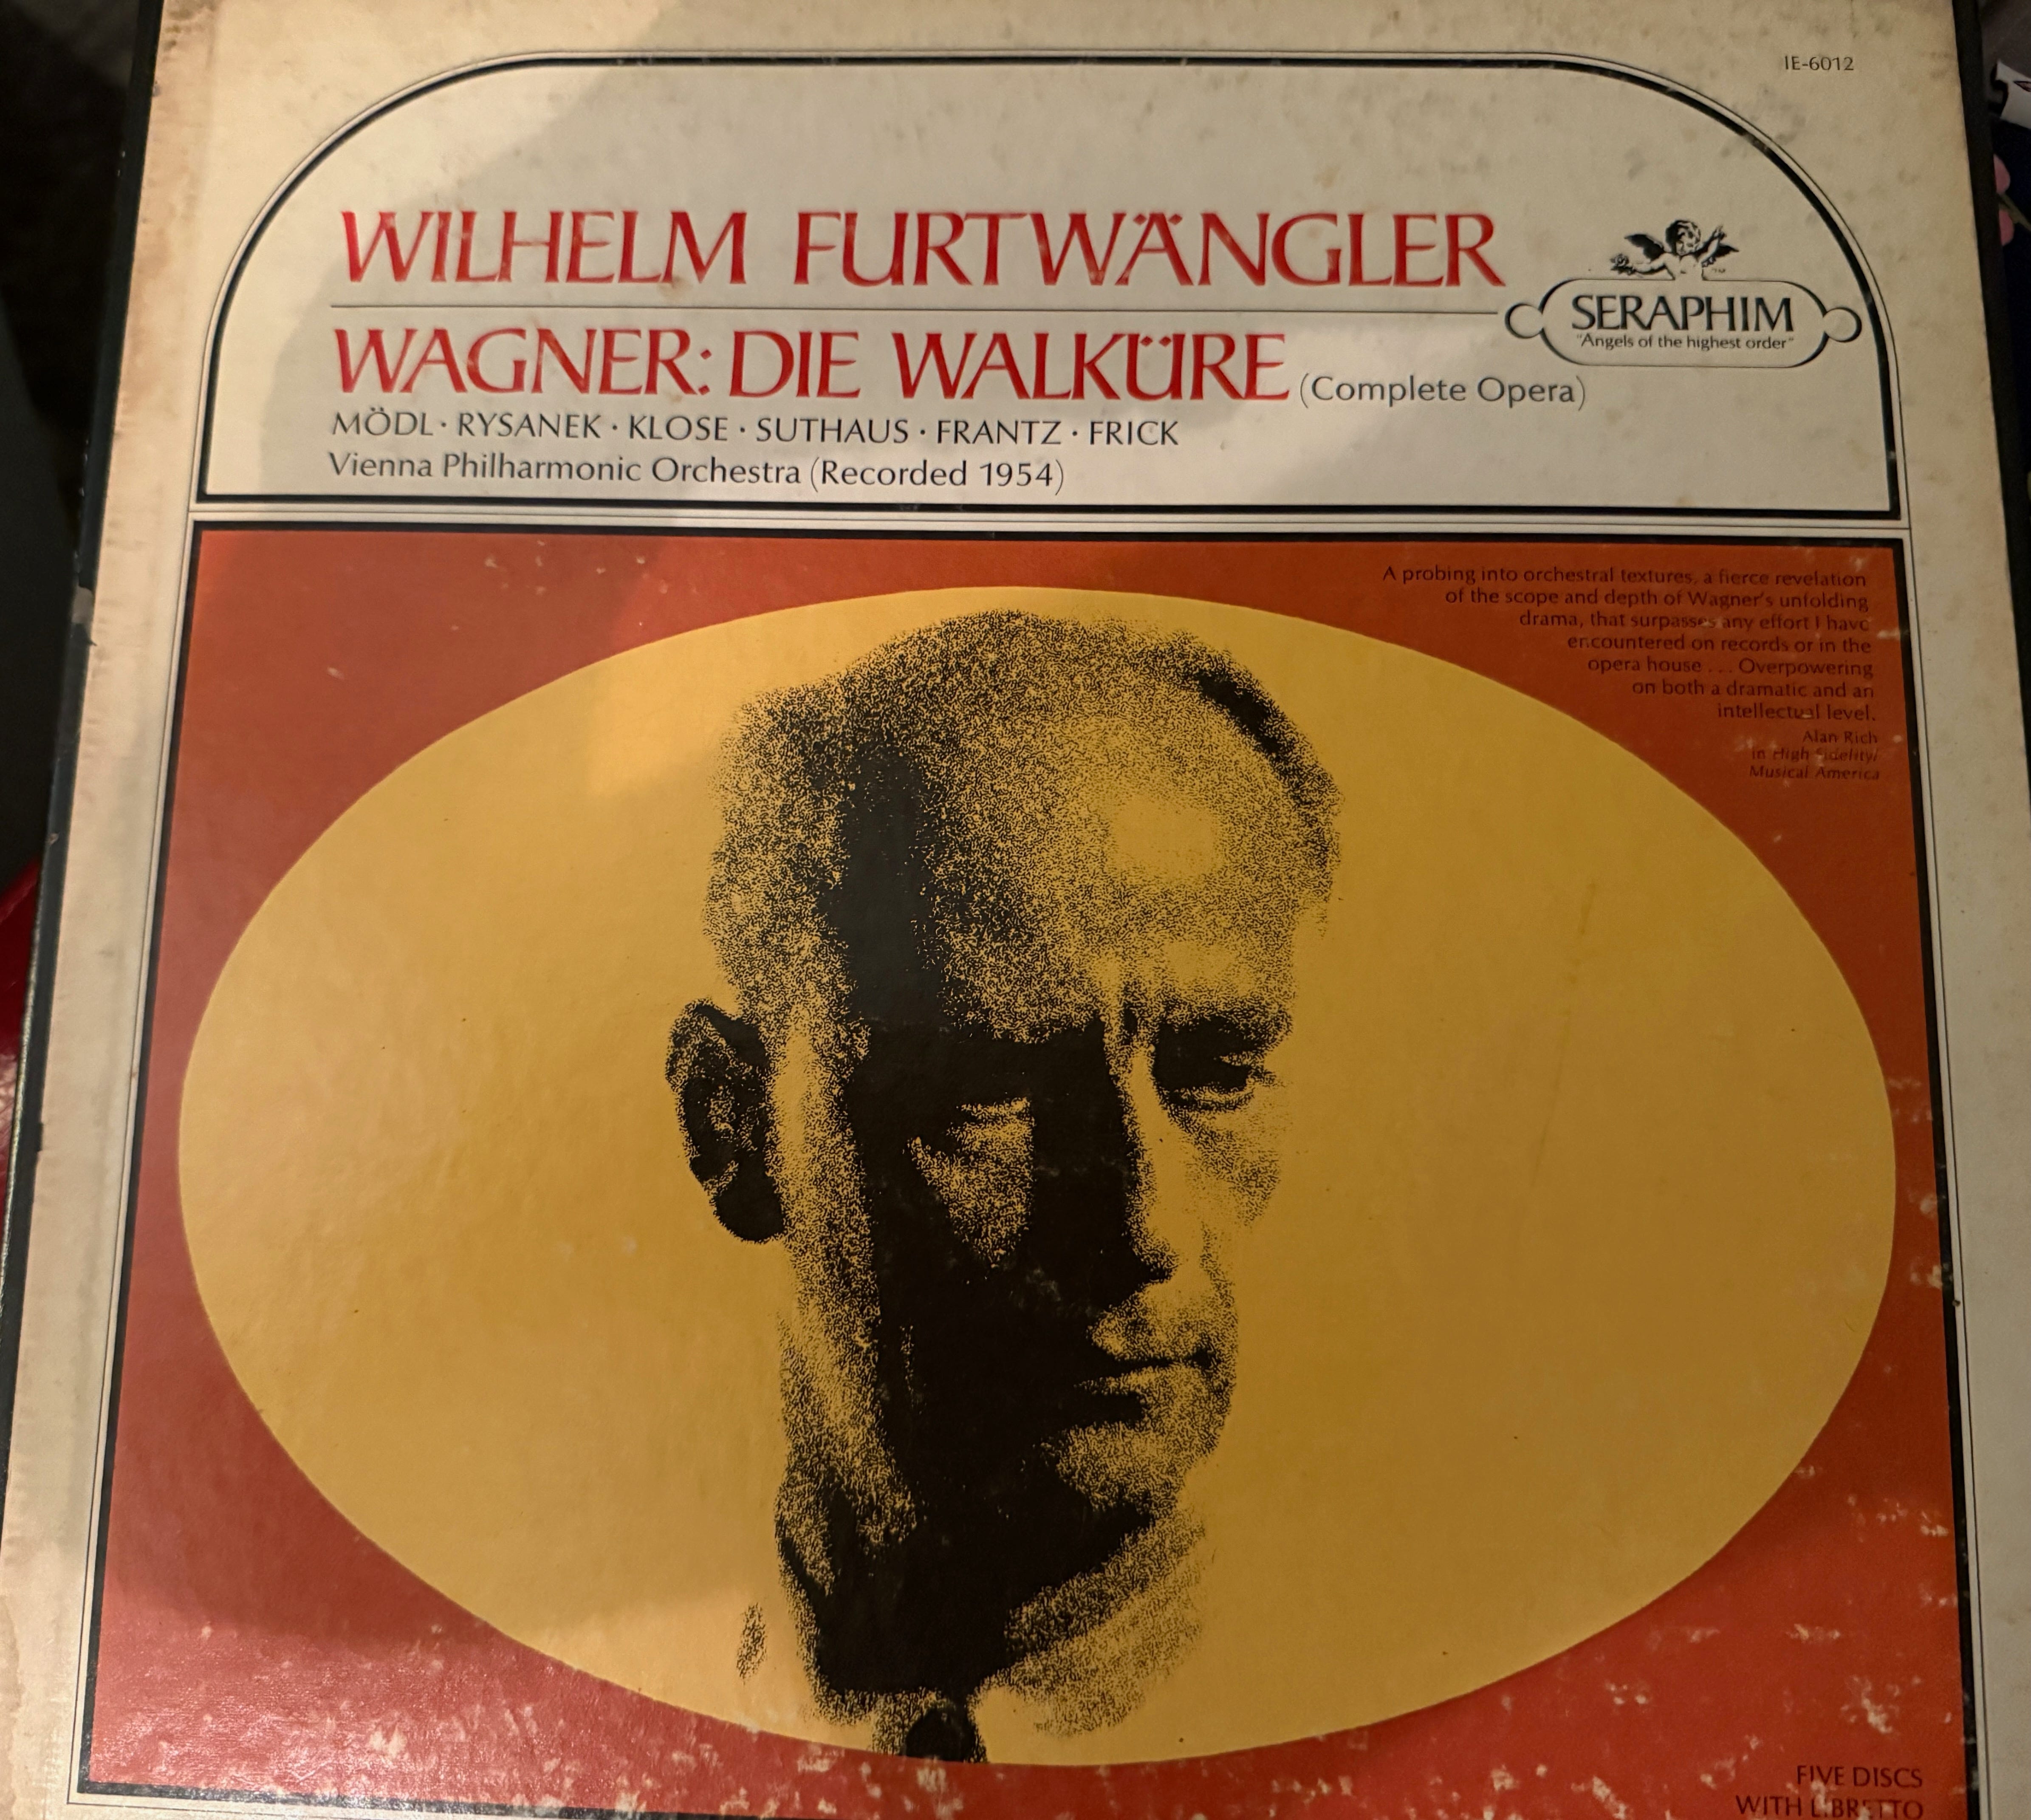 IE-6012
WILHELM FURTWÄNGLER
SERAPHIM
"Angels of the highest order"
WAGNER: DIE WALKÜRE (Complete Opera)
MÖDL · RYSANEK · KLOSE · SUTHAUS · FRANTZ · FRICK
Vienna Philharmonic Orchestra (Recorded 1954)
A probing into orchestral textures, a fierce revelation
of the scope and depth of Wagner's unfolding
drama, that surpasses any effort I have
encountered on records or in the
opera house . . . Overpowering
on both a dramatic and an
intellectual level.
Alan Rich
in High Fidelity/
Musical America
FIVE DISCS
WITH LIBRETTO